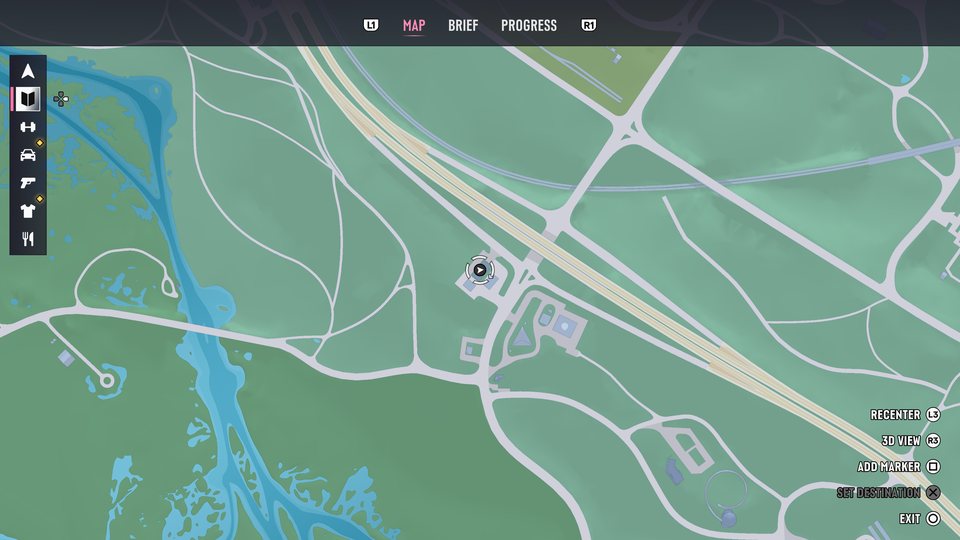 L1 MAP BRIEF PROGRESS R1
RECENTER L3
3D VIEW R3
ADD MARKER
SET DESTINATION
EXIT